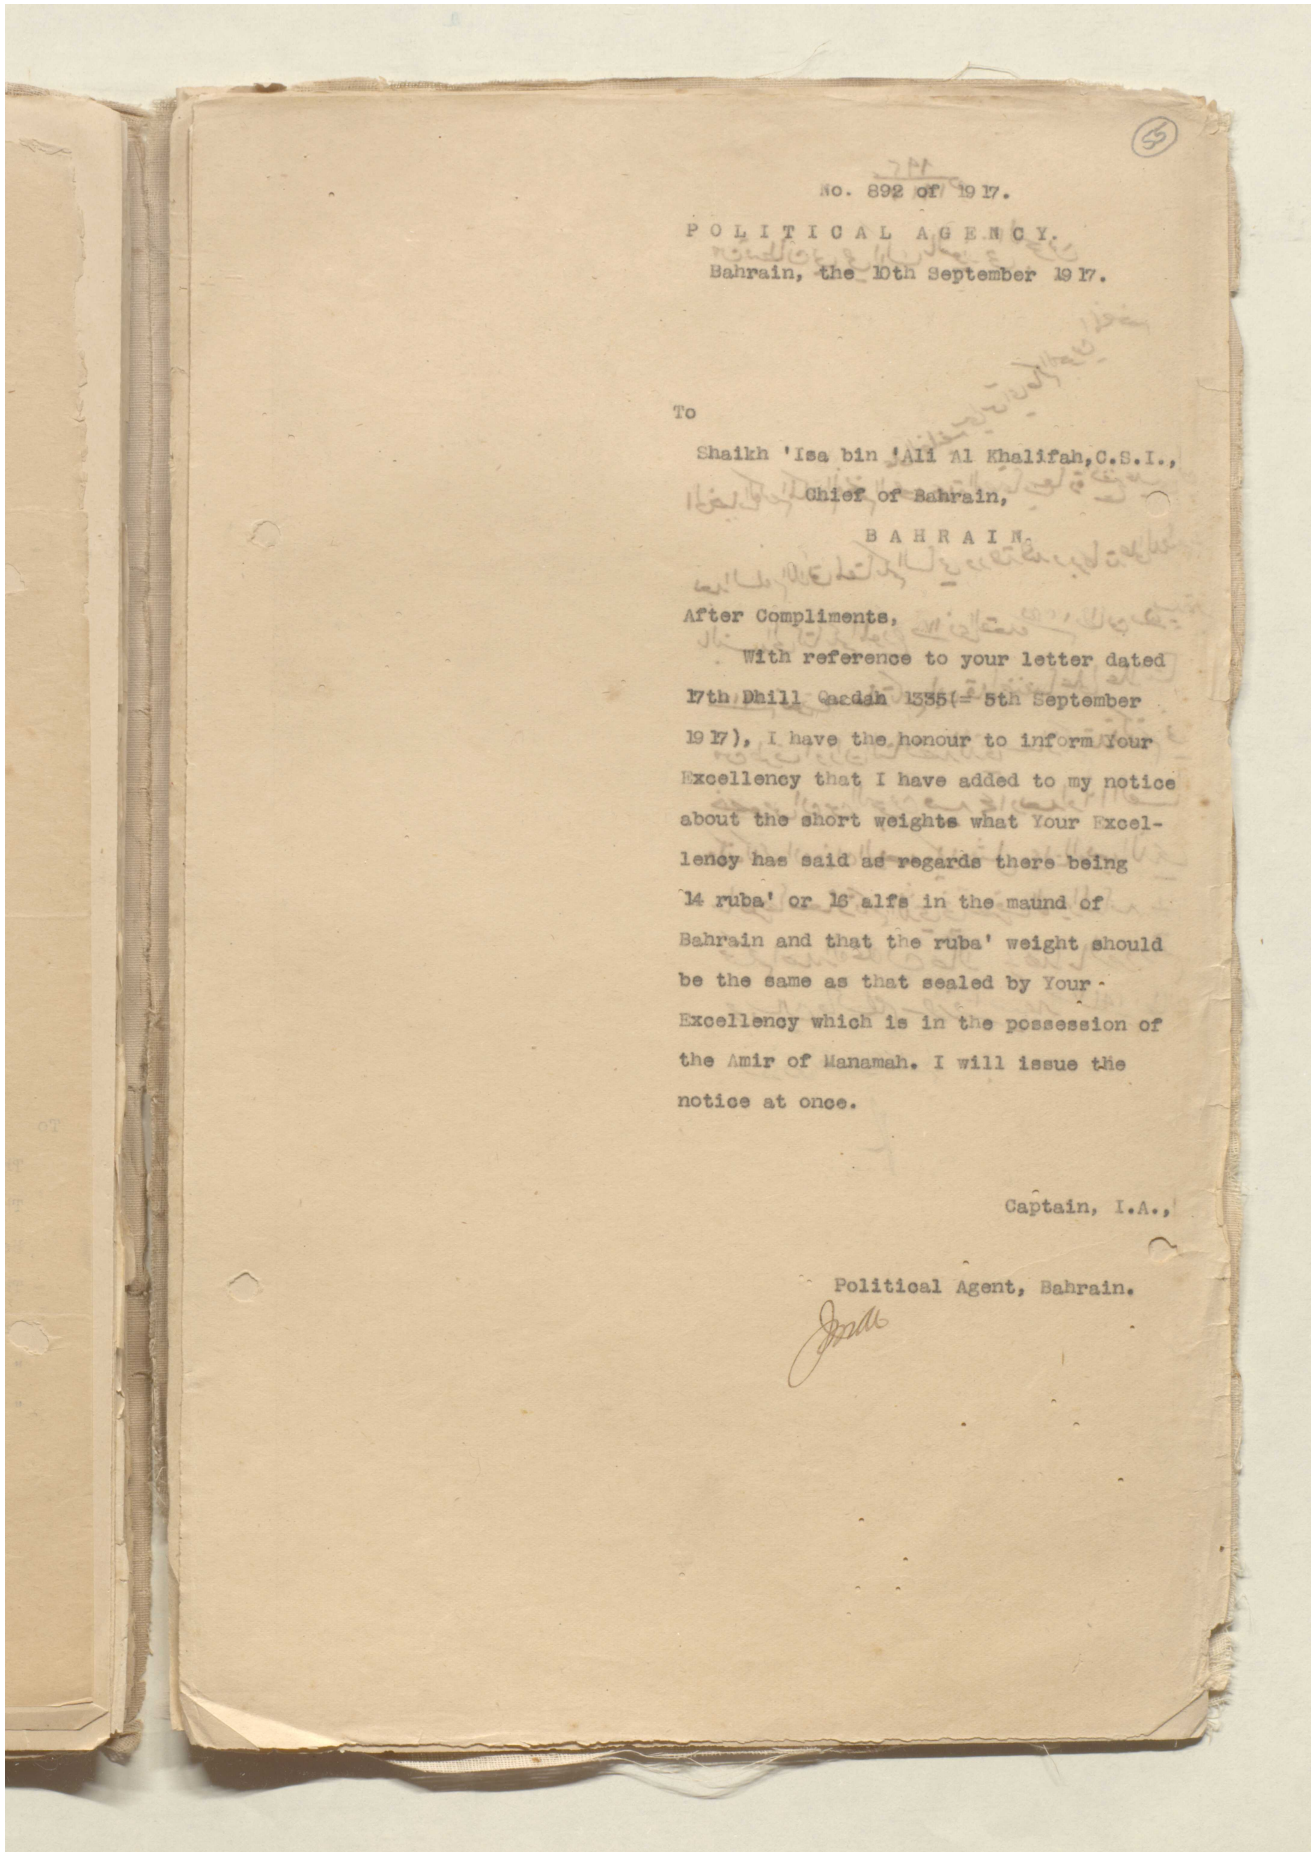 55
No. 892 of 1917.
POLITICAL AGENCY.
Bahrain, the 10th September 1917.
To
Shaikh 'Isa bin 'Ali Al Khalifah, C.S.I.,
Chief of Bahrain,
BAHRAIN.
After Compliments,
With reference to your letter dated
17th Dhill Qaadah 1335(= 5th September
1917), I have the honour to inform Your
Excellency that I have added to my notice
about the short weights what Your Excel-
lency has said as regards there being
14 ruba' or 16 alfs in the maund of
Bahrain and that the ruba' weight should
be the same as that sealed by Your
Excellency which is in the possession of
the Amir of Manamah. I will issue the
notice at once.
Captain, I.A.,
Political Agent, Bahrain.